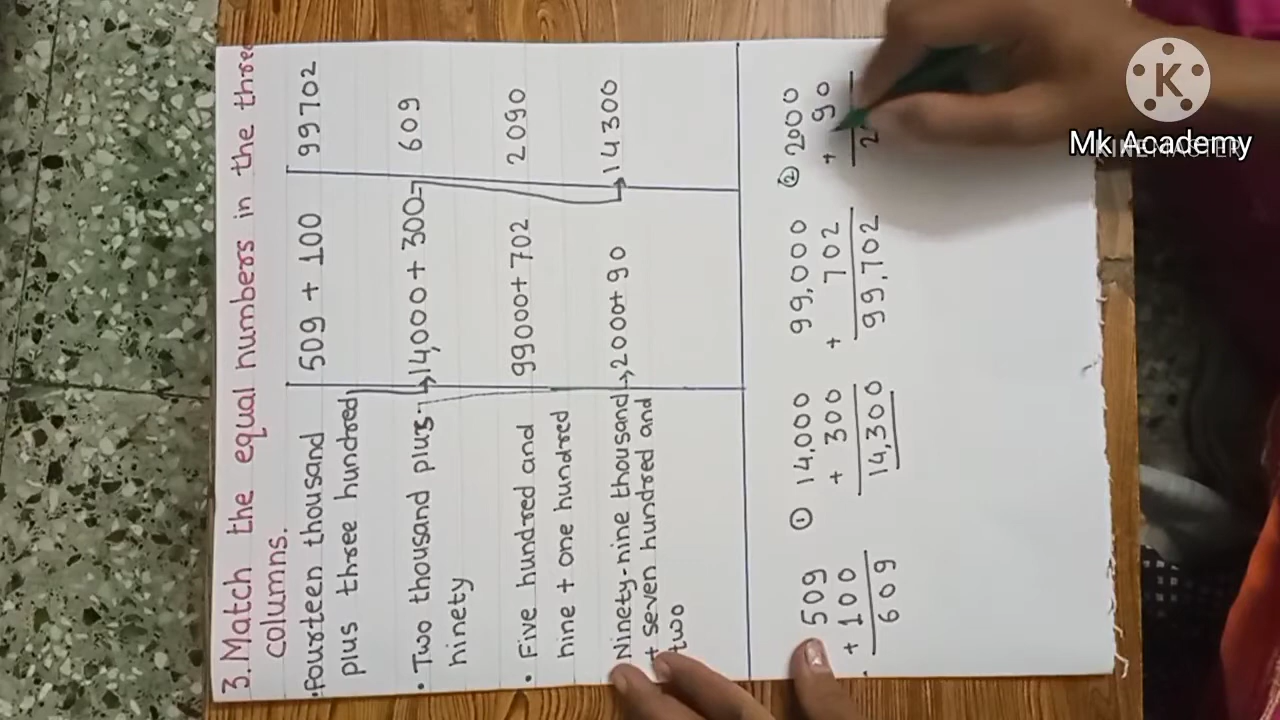 3. Match the equal numbers in the three
columns.
• Fourteen thousand
plus three hundred
• Two thousand plus
ninety
• Five hundred and
nine + one hundred
Ninety-nine thousand
+ seven hundred and
two
509 + 100
14,000 + 300
99000 + 702
2000 + 90
99702
609
2090
14300
509
+ 100
609
① 14,000
+ 300
14,300
99,000
+ 702
99,702
② 2000
+ 90
2
K
Mk Academy